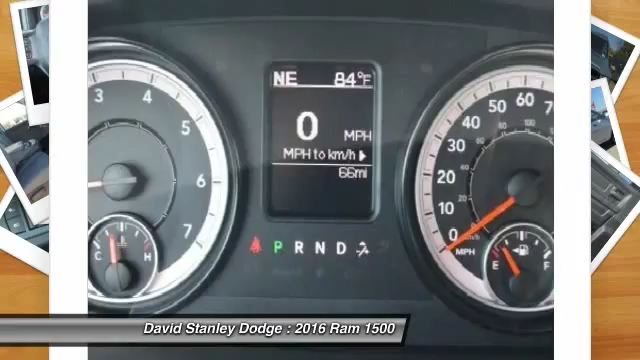 NE 84°F
0 MPH
MPH to km/h
66mi
3 4 5 6 7
C H
P R N D
0 10 20 30 40 50 60
MPH
E F
David Stanley Dodge : 2016 Ram 1500